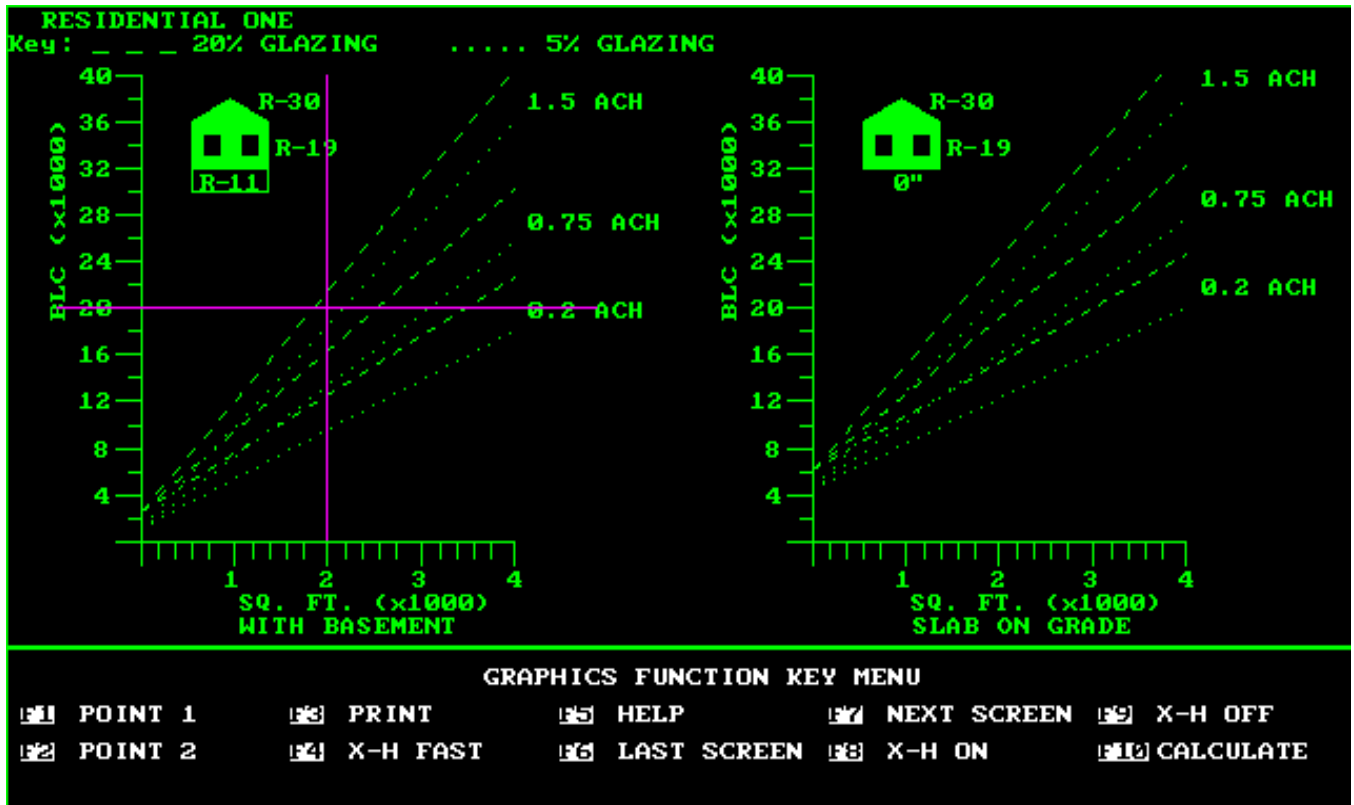 RESIDENTIAL ONE
Key: _ _ _ 20% GLAZING ..... 5% GLAZING
BLC (x1000)
40
36
32
28
24
20
16
12
8
4
R-30
R-19
R-11
1.5 ACH
0.75 ACH
0.2 ACH
1 2 3 4
SQ. FT. (x1000)
WITH BASEMENT
BLC (x1000)
40
36
32
28
24
20
16
12
8
4
R-30
R-19
0"
1.5 ACH
0.75 ACH
0.2 ACH
1 2 3 4
SQ. FT. (x1000)
SLAB ON GRADE
GRAPHICS FUNCTION KEY MENU
F1 POINT 1 F3 PRINT F5 HELP F7 NEXT SCREEN F9 X-H OFF
F2 POINT 2 F4 X-H FAST F6 LAST SCREEN F8 X-H ON F10 CALCULATE